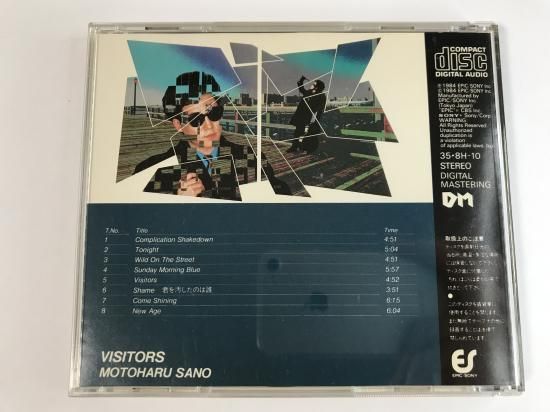 COMPACT
disc
DIGITAL AUDIO
℗1984 EPIC/SONY Inc.
©1984 EPIC/SONY Inc.
Manufactured by
EPIC/SONY Inc.
(Tokyo Japan)
"EPIC" CBS Inc.
SONY Sony Corp.
WARNING:
All Rights Reserved.
Unauthorized
duplication is
a violation
of applicable laws.
35・8H-10
STEREO
DIGITAL
MASTERING
DM
T.No. Title Time
1 Complication Shakedown 4:51
2 Tonight 5:04
3 Wild On The Street 4:51
4 Sunday Morning Blue 5:57
5 Visitors 4:52
6 Shame 君を汚したのは誰 3:51
7 Come Shining 6:15
8 New Age 6:04
VISITORS
MOTOHARU SANO
取扱上のご注意
ES
EPIC/SONY